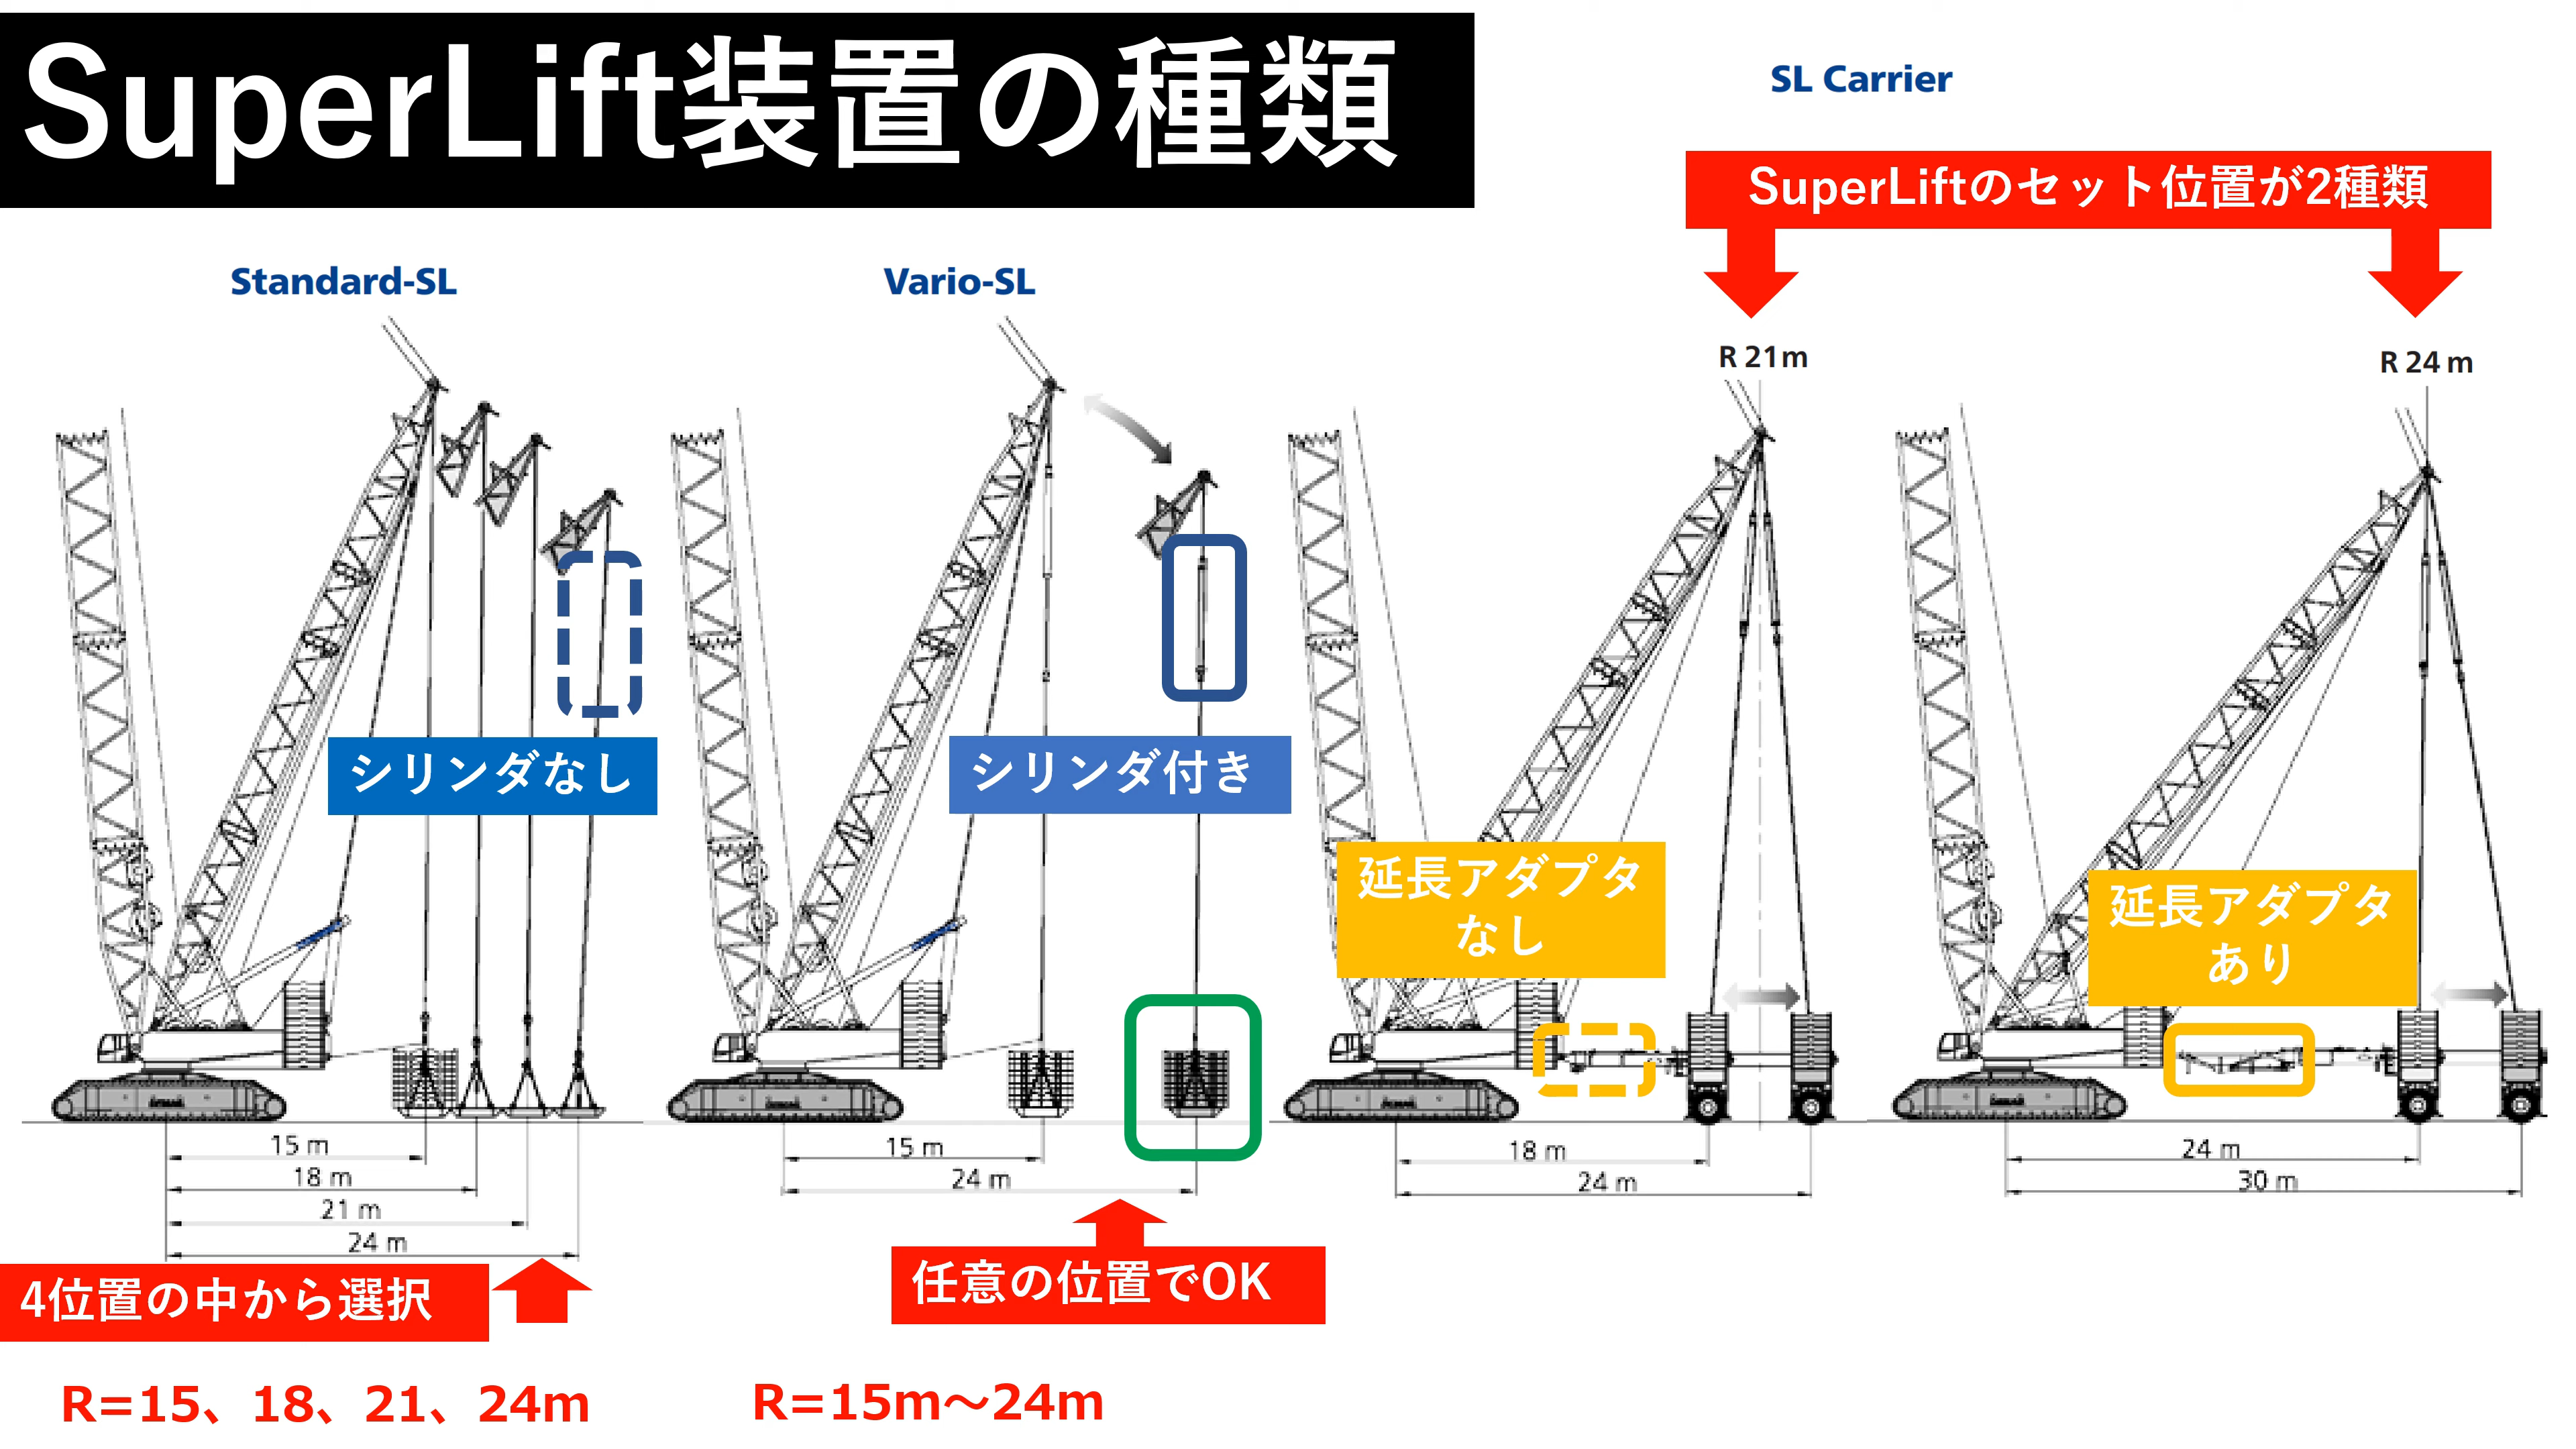 SuperLift装置の種類
SL Carrier
SuperLiftのセット位置が2種類
Standard-SL
Vario-SL
R 21m
R 24 m
シリンダなし
シリンダ付き
延長アダプタ
なし
延長アダプタ
あり
15 m
18 m
21 m
24 m
15 m
24 m
18 m
24 m
24 m
30 m
4位置の中から選択
任意の位置でOK
R=15、18、21、24m
R=15m～24m